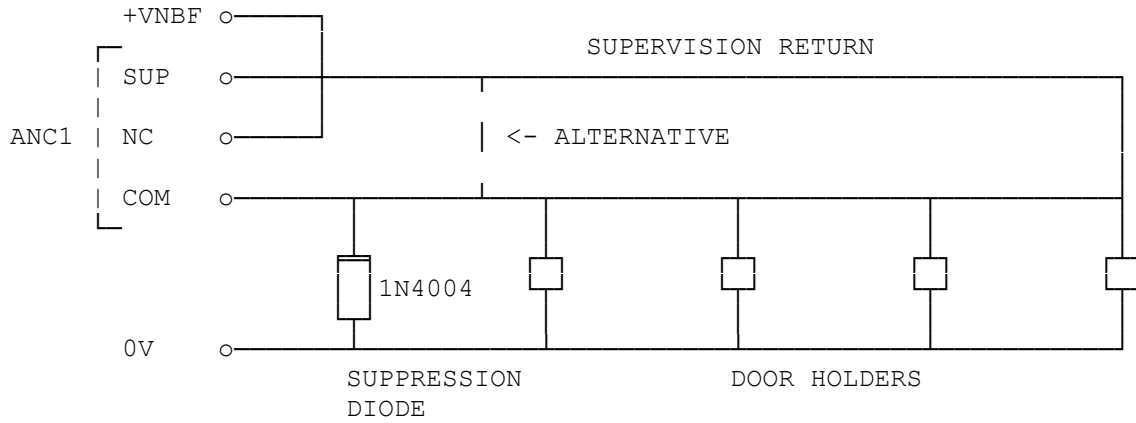 +VNBF
SUPERVISION RETURN
SUP
ANC1
NC
<- ALTERNATIVE
COM
1N4004
0V
SUPPRESSION
DIODE
DOOR HOLDERS